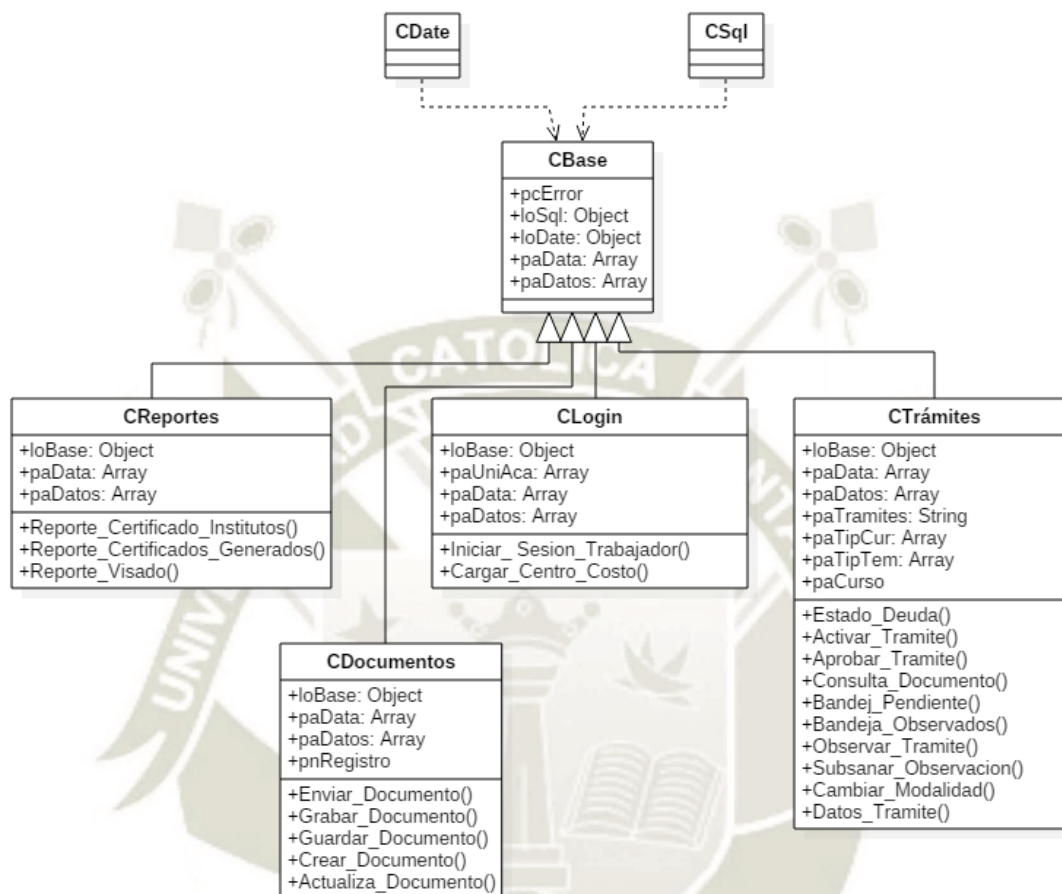 CDate
CSql
CBase
+pcError
+loSql: Object
+loDate: Object
+paData: Array
+paDatos: Array
CReportes
+loBase: Object
+paData: Array
+paDatos: Array
+Reporte_Certificado_Institutos()
+Reporte_Certificados_Generados()
+Reporte_Visado()
CLogin
+loBase: Object
+paUniAca: Array
+paData: Array
+paDatos: Array
+Iniciar_ Sesion_Trabajador()
+Cargar_Centro_Costo()
CTrámites
+loBase: Object
+paData: Array
+paDatos: Array
+paTramites: String
+paTipCur: Array
+paTipTem: Array
+paCurso
+Estado_Deuda()
+Activar_Tramite()
+Aprobar_Tramite()
+Consulta_Documento()
+Bandej_Pendiente()
+Bandeja_Observados()
+Observar_Tramite()
+Subsanar_Observacion()
+Cambiar_Modalidad()
+Datos_Tramite()
CDocumentos
+loBase: Object
+paData: Array
+paDatos: Array
+pnRegistro
+Enviar_Documento()
+Grabar_Documento()
+Guardar_Documento()
+Crear_Documento()
+Actualiza_Documento()
CATOLICA